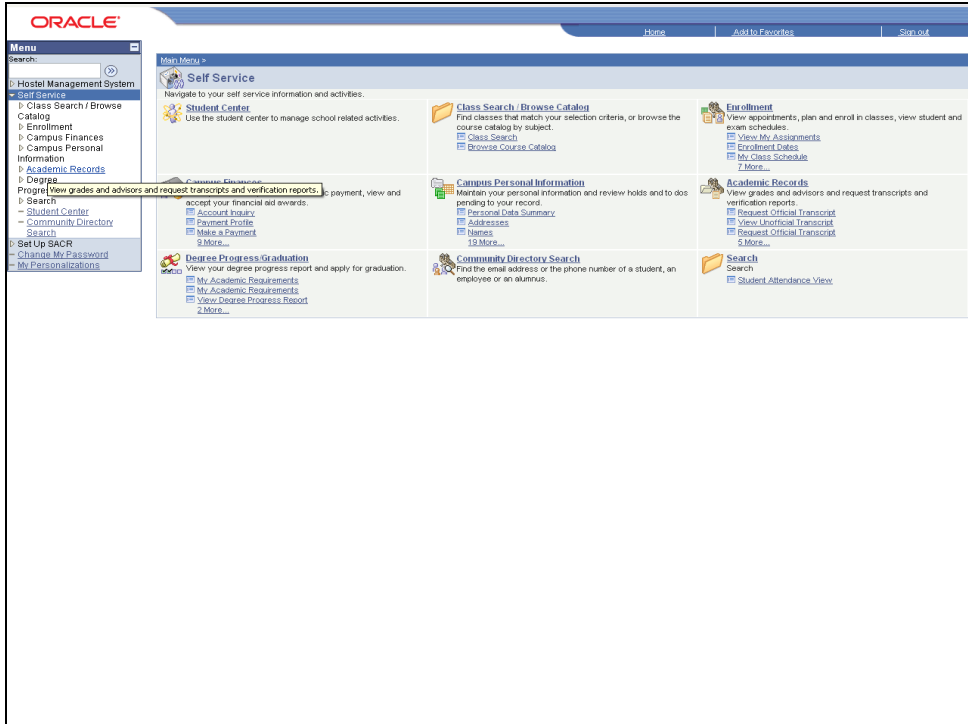 ORACLE
Home
Add to Favorites
Sign out
Menu
Search:
Hostel Management System
Self Service
Class Search / Browse
Catalog
Enrollment
Campus Finances
Campus Personal
Information
Academic Records
Degree
Progre
View grades and advisors and request transcripts and verification reports.
Search
Student Center
Community Directory
Search
Set Up SACR
Change My Password
My Personalizations
Main Menu >
Self Service
Navigate to your self service information and activities.
Student Center
Use the student center to manage school related activities.
Class Search / Browse Catalog
Find classes that match your selection criteria, or browse the
course catalog by subject.
Class Search
Browse Course Catalog
Enrollment
View appointments, plan and enroll in classes, view student and
exam schedules.
View My Assignments
Enrollment Dates
My Class Schedule
7 More...
Campus Finances
c payment, view and
accept your financial aid awards.
Account Inquiry
Payment Profile
Make a Payment
9 More...
Campus Personal Information
Maintain your personal information and review holds and to dos
pending to your record.
Personal Data Summary
Addresses
Names
19 More...
Academic Records
View grades and advisors and request transcripts and
verification reports.
Request Official Transcript
View Unofficial Transcript
Request Official Transcript
5 More...
Degree Progress/Graduation
View your degree progress report and apply for graduation.
My Academic Requirements
My Academic Requirements
View Degree Progress Report
2 More...
Community Directory Search
Find the email address or the phone number of a student, an
employee or an alumnus.
Search
Search
Student Attendance View